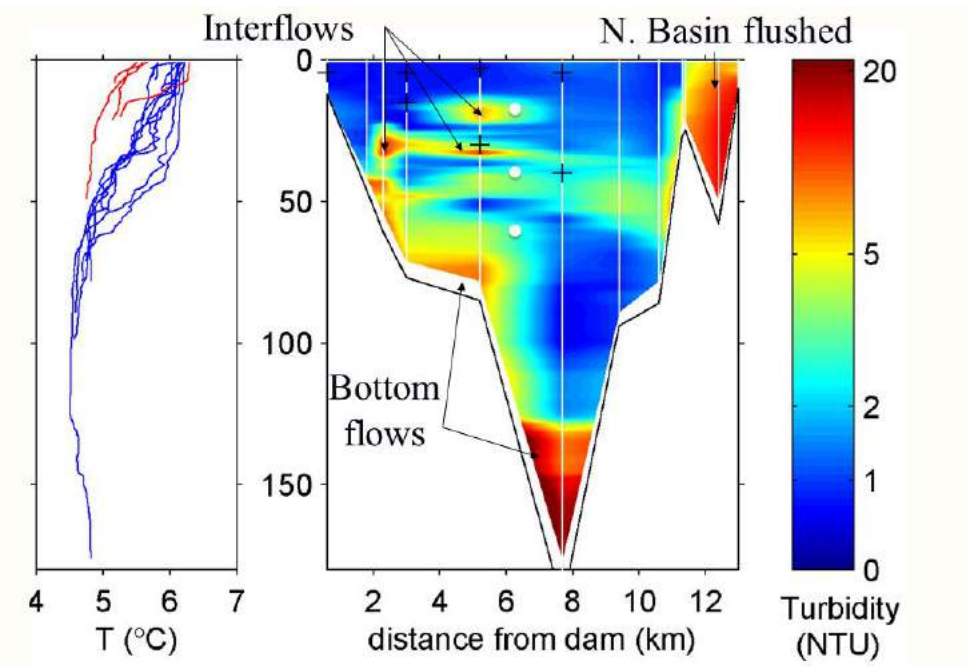 Interflows
N. Basin flushed
0
50
100
150
Bottom
flows
20
5
2
1
0
4 5 6 7
T (°C)
2 4 6 8 10 12
distance from dam (km)
Turbidity
(NTU)